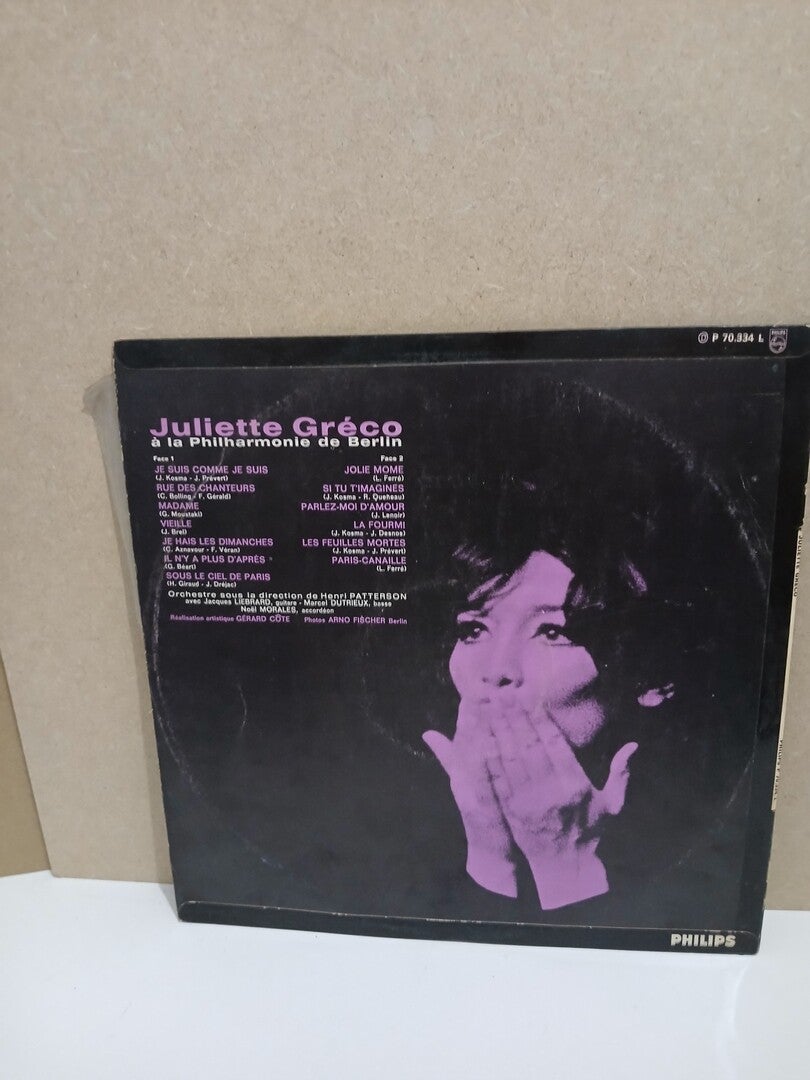 Ⓓ P 70.334 L
PHILIPS
Juliette Gréco
à la Philharmonie de Berlin
Face 1
JE SUIS COMME JE SUIS
(J. Kosma - J. Prévert)
RUE DES CHANTEURS
(C. Bolling - F. Gérald)
MADAME
(G. Moustaki)
VIEILLE
(J. Brel)
JE HAIS LES DIMANCHES
(C. Aznavour - F. Véran)
IL N'Y A PLUS D'APRÈS
(G. Béart)
SOUS LE CIEL DE PARIS
(H. Giraud - J. Dréjac)
Face 2
JOLIE MOME
(L. Ferré)
SI TU T'IMAGINES
(J. Kosma - R. Queneau)
PARLEZ-MOI D'AMOUR
(J. Lenoir)
LA FOURMI
(J. Kosma - J. Desnos)
LES FEUILLES MORTES
(J. Kosma - J. Prévert)
PARIS-CANAILLE
(L. Ferré)
Orchestre sous la direction de Henri PATTERSON
avec Jacques LIEBRARD, guitare - Marcel DUTRIEUX, basse
Noël MORALES, accordéon
Réalisation artistique GÉRARD CÔTE Photos ARNO FISCHER Berlin
PHILIPS